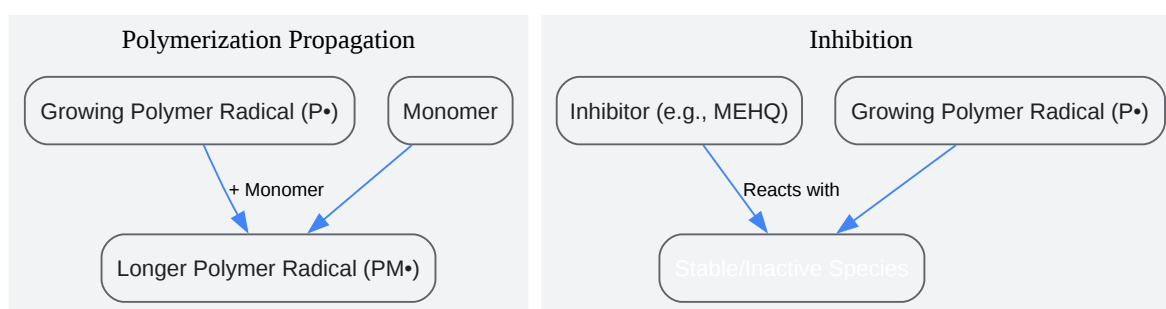 Polymerization Propagation
Growing Polymer Radical (P•)
Monomer
+ Monomer
Longer Polymer Radical (PM•)
Inhibition
Inhibitor (e.g., MEHQ)
Growing Polymer Radical (P•)
Reacts with
Stable/Inactive Species